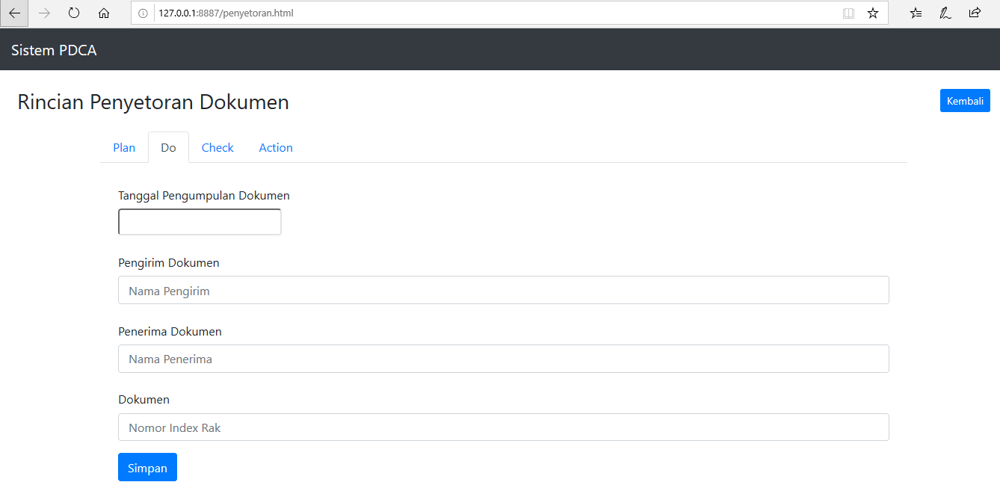 127.0.0.1:8887/penyetoran.html
Sistem PDCA
Rincian Penyetoran Dokumen
Kembali
Plan Do Check Action
Tanggal Pengumpulan Dokumen
Pengirim Dokumen
Nama Pengirim
Penerima Dokumen
Nama Penerima
Dokumen
Nomor Index Rak
Simpan